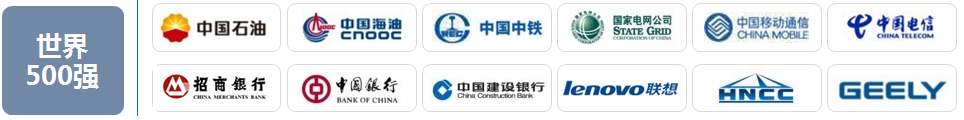 世界
500强
中国石油
中国海油
CNOOC
CNOOC
中国中铁
CREC
国家电网公司
STATE GRID
CORPORATION OF CHINA
中国移动通信
CHINA MOBILE
中国电信
CHINA TELECOM
招商银行
CHINA MERCHANTS BANK
中国银行
BANK OF CHINA
中国建设银行
China Construction Bank
lenovo联想
HNCC
GEELY